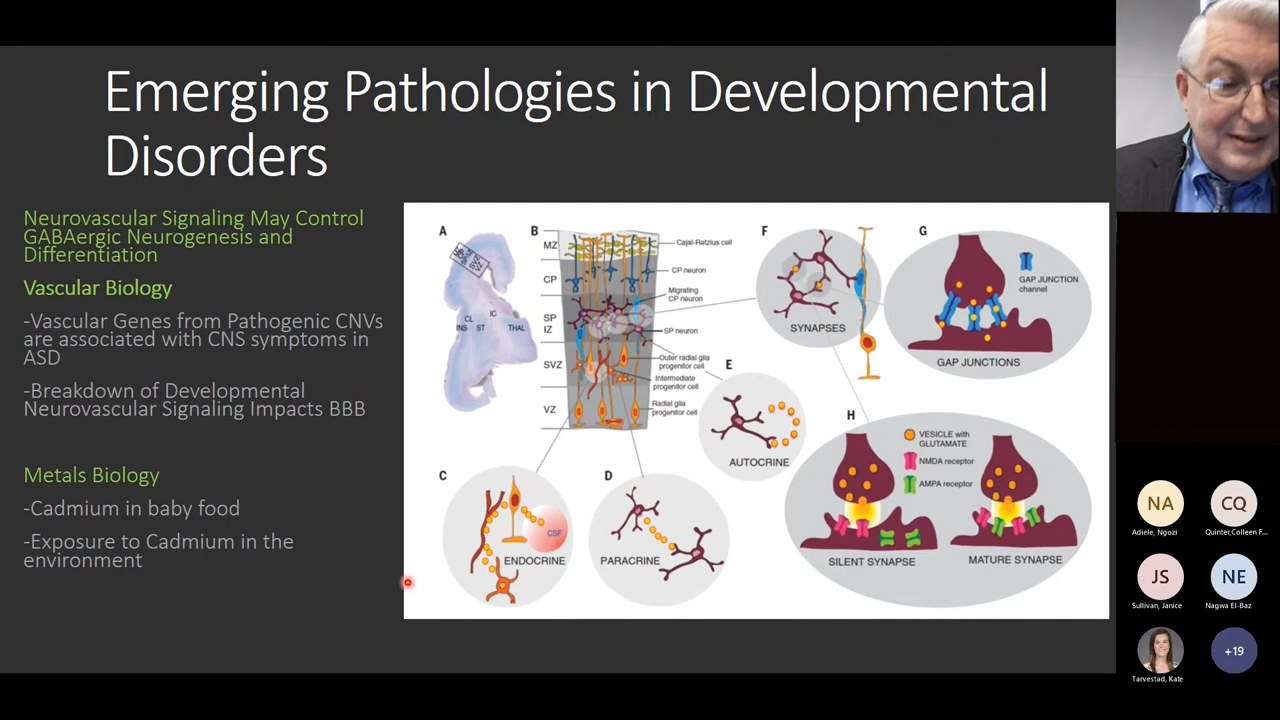 Emerging Pathologies in Developmental
Disorders
Neurovascular Signaling May Control
GABAergic Neurogenesis and
Differentiation
Vascular Biology
-Vascular Genes from Pathogenic CNVs
are associated with CNS symptoms in
ASD
-Breakdown of Developmental
Neurovascular Signaling Impacts BBB
Metals Biology
-Cadmium in baby food
-Exposure to Cadmium in the
environment
A
CL
IC
INS
ST
THAL
B
MZ
CP
SP
IZ
SVZ
VZ
Cajal-Retzius cell
CP neuron
Migrating
CP neuron
SP neuron
Outer radial glia
progenitor cell
Intermediate
progenitor cell
Radial glia
progenitor cell
C
CSF
ENDOCRINE
D
PARACRINE
E
AUTOCRINE
F
SYNAPSES
G
GAP JUNCTION
channel
GAP JUNCTIONS
H
VESICLE with
GLUTAMATE
NMDA receptor
AMPA receptor
SILENT SYNAPSE
MATURE SYNAPSE
NA
Adiele, Ngozi
CQ
Quinter,Colleen F...
JS
Sullivan, Janice
NE
Nagwa El-Baz
Tarvestad, Kate
+19